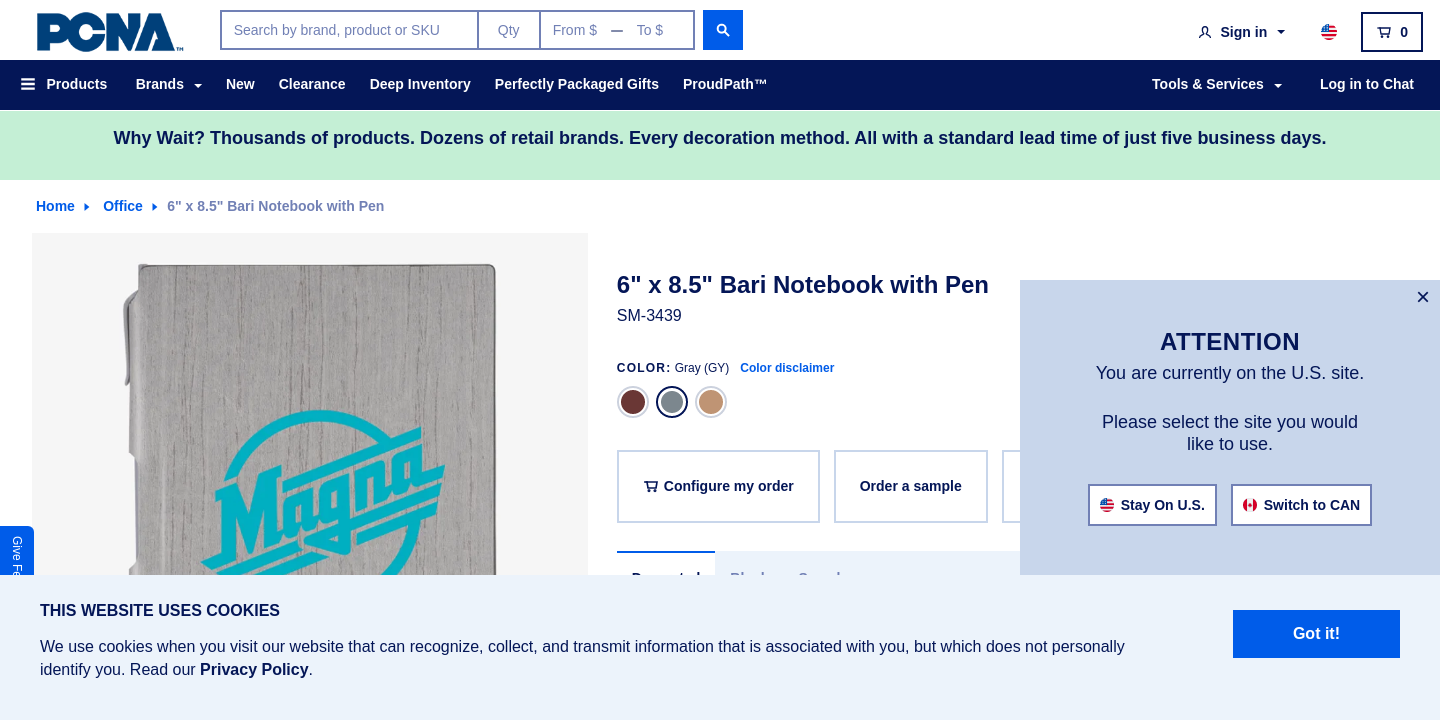 PCNA™
Search by brand, product or SKU
Qty
From $ — To $
Sign in
0
Products
Brands
New
Clearance
Deep Inventory
Perfectly Packaged Gifts
ProudPath™
Tools & Services
Log in to Chat
Why Wait? Thousands of products. Dozens of retail brands. Every decoration method. All with a standard lead time of just five business days.
Home
Office
6" x 8.5" Bari Notebook with Pen
Magna
6" x 8.5" Bari Notebook with Pen
SM-3439
COLOR: Gray (GY) Color disclaimer
Configure my order
Order a sample
×
ATTENTION
You are currently on the U.S. site.
Please select the site you would
like to use.
Stay On U.S.
Switch to CAN
Give
THIS WEBSITE USES COOKIES
We use cookies when you visit our website that can recognize, collect, and transmit information that is associated with you, but which does not personally
identify you. Read our Privacy Policy.
Got it!